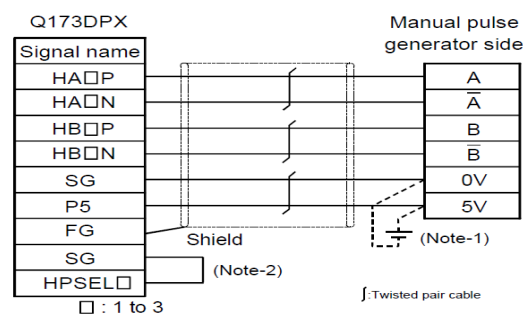 Q173DPX
Manual pulse
generator side
Signal name
HA□P
A
HA□N
A̅
HB□P
B
HB□N
B̅
SG
0V
P5
5V
FG
Shield
(Note-1)
SG
(Note-2)
HPSEL□
□ : 1 to 3
ʃ:Twisted pair cable